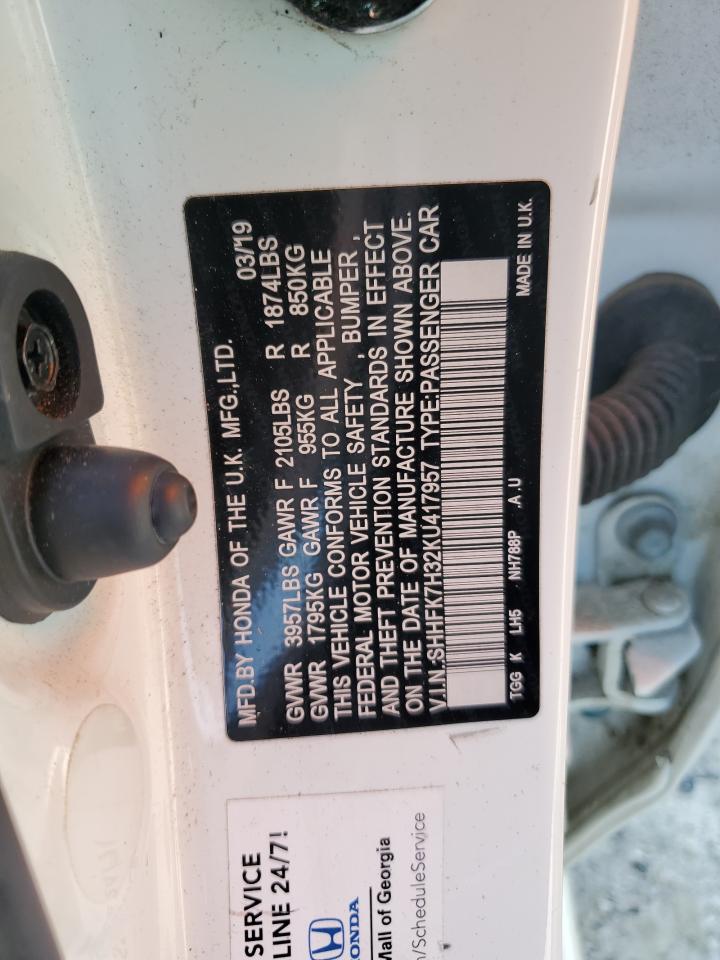 MFD.BY HONDA OF THE U.K. MFG.,LTD. 03/19
GVWR 3957LBS GAWR F 2105LBS R 1874LBS
GVWR 1795KG GAWR F 955KG R 850KG
THIS VEHICLE CONFORMS TO ALL APPLICABLE
FEDERAL MOTOR VEHICLE SAFETY , BUMPER ,
AND THEFT PREVENTION STANDARDS IN EFFECT
ON THE DATE OF MANUFACTURE SHOWN ABOVE.
V.I.N.:SHHFK7H32KU417957 TYPE:PASSENGER CAR
TGG K LH5 NH788P .A .U MADE IN U.K.
SERVICE
LINE 24/7!
HONDA
Mall of Georgia
/ScheduleService